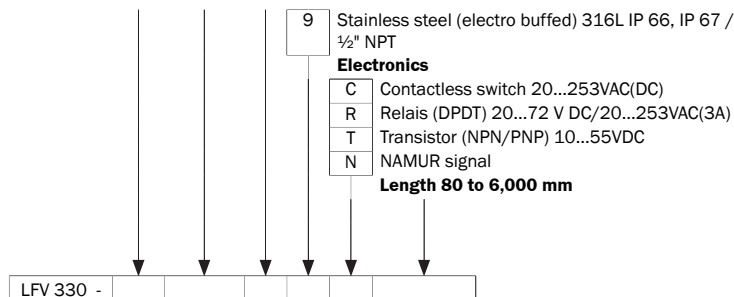 9 Stainless steel (electro buffed) 316L IP 66, IP 67 /
½" NPT
Electronics
C Contactless switch 20...253VAC(DC)
R Relais (DPDT) 20...72 V DC/20...253VAC(3A)
T Transistor (NPN/PNP) 10...55VDC
N NAMUR signal
Length 80 to 6,000 mm
LFV 330 -